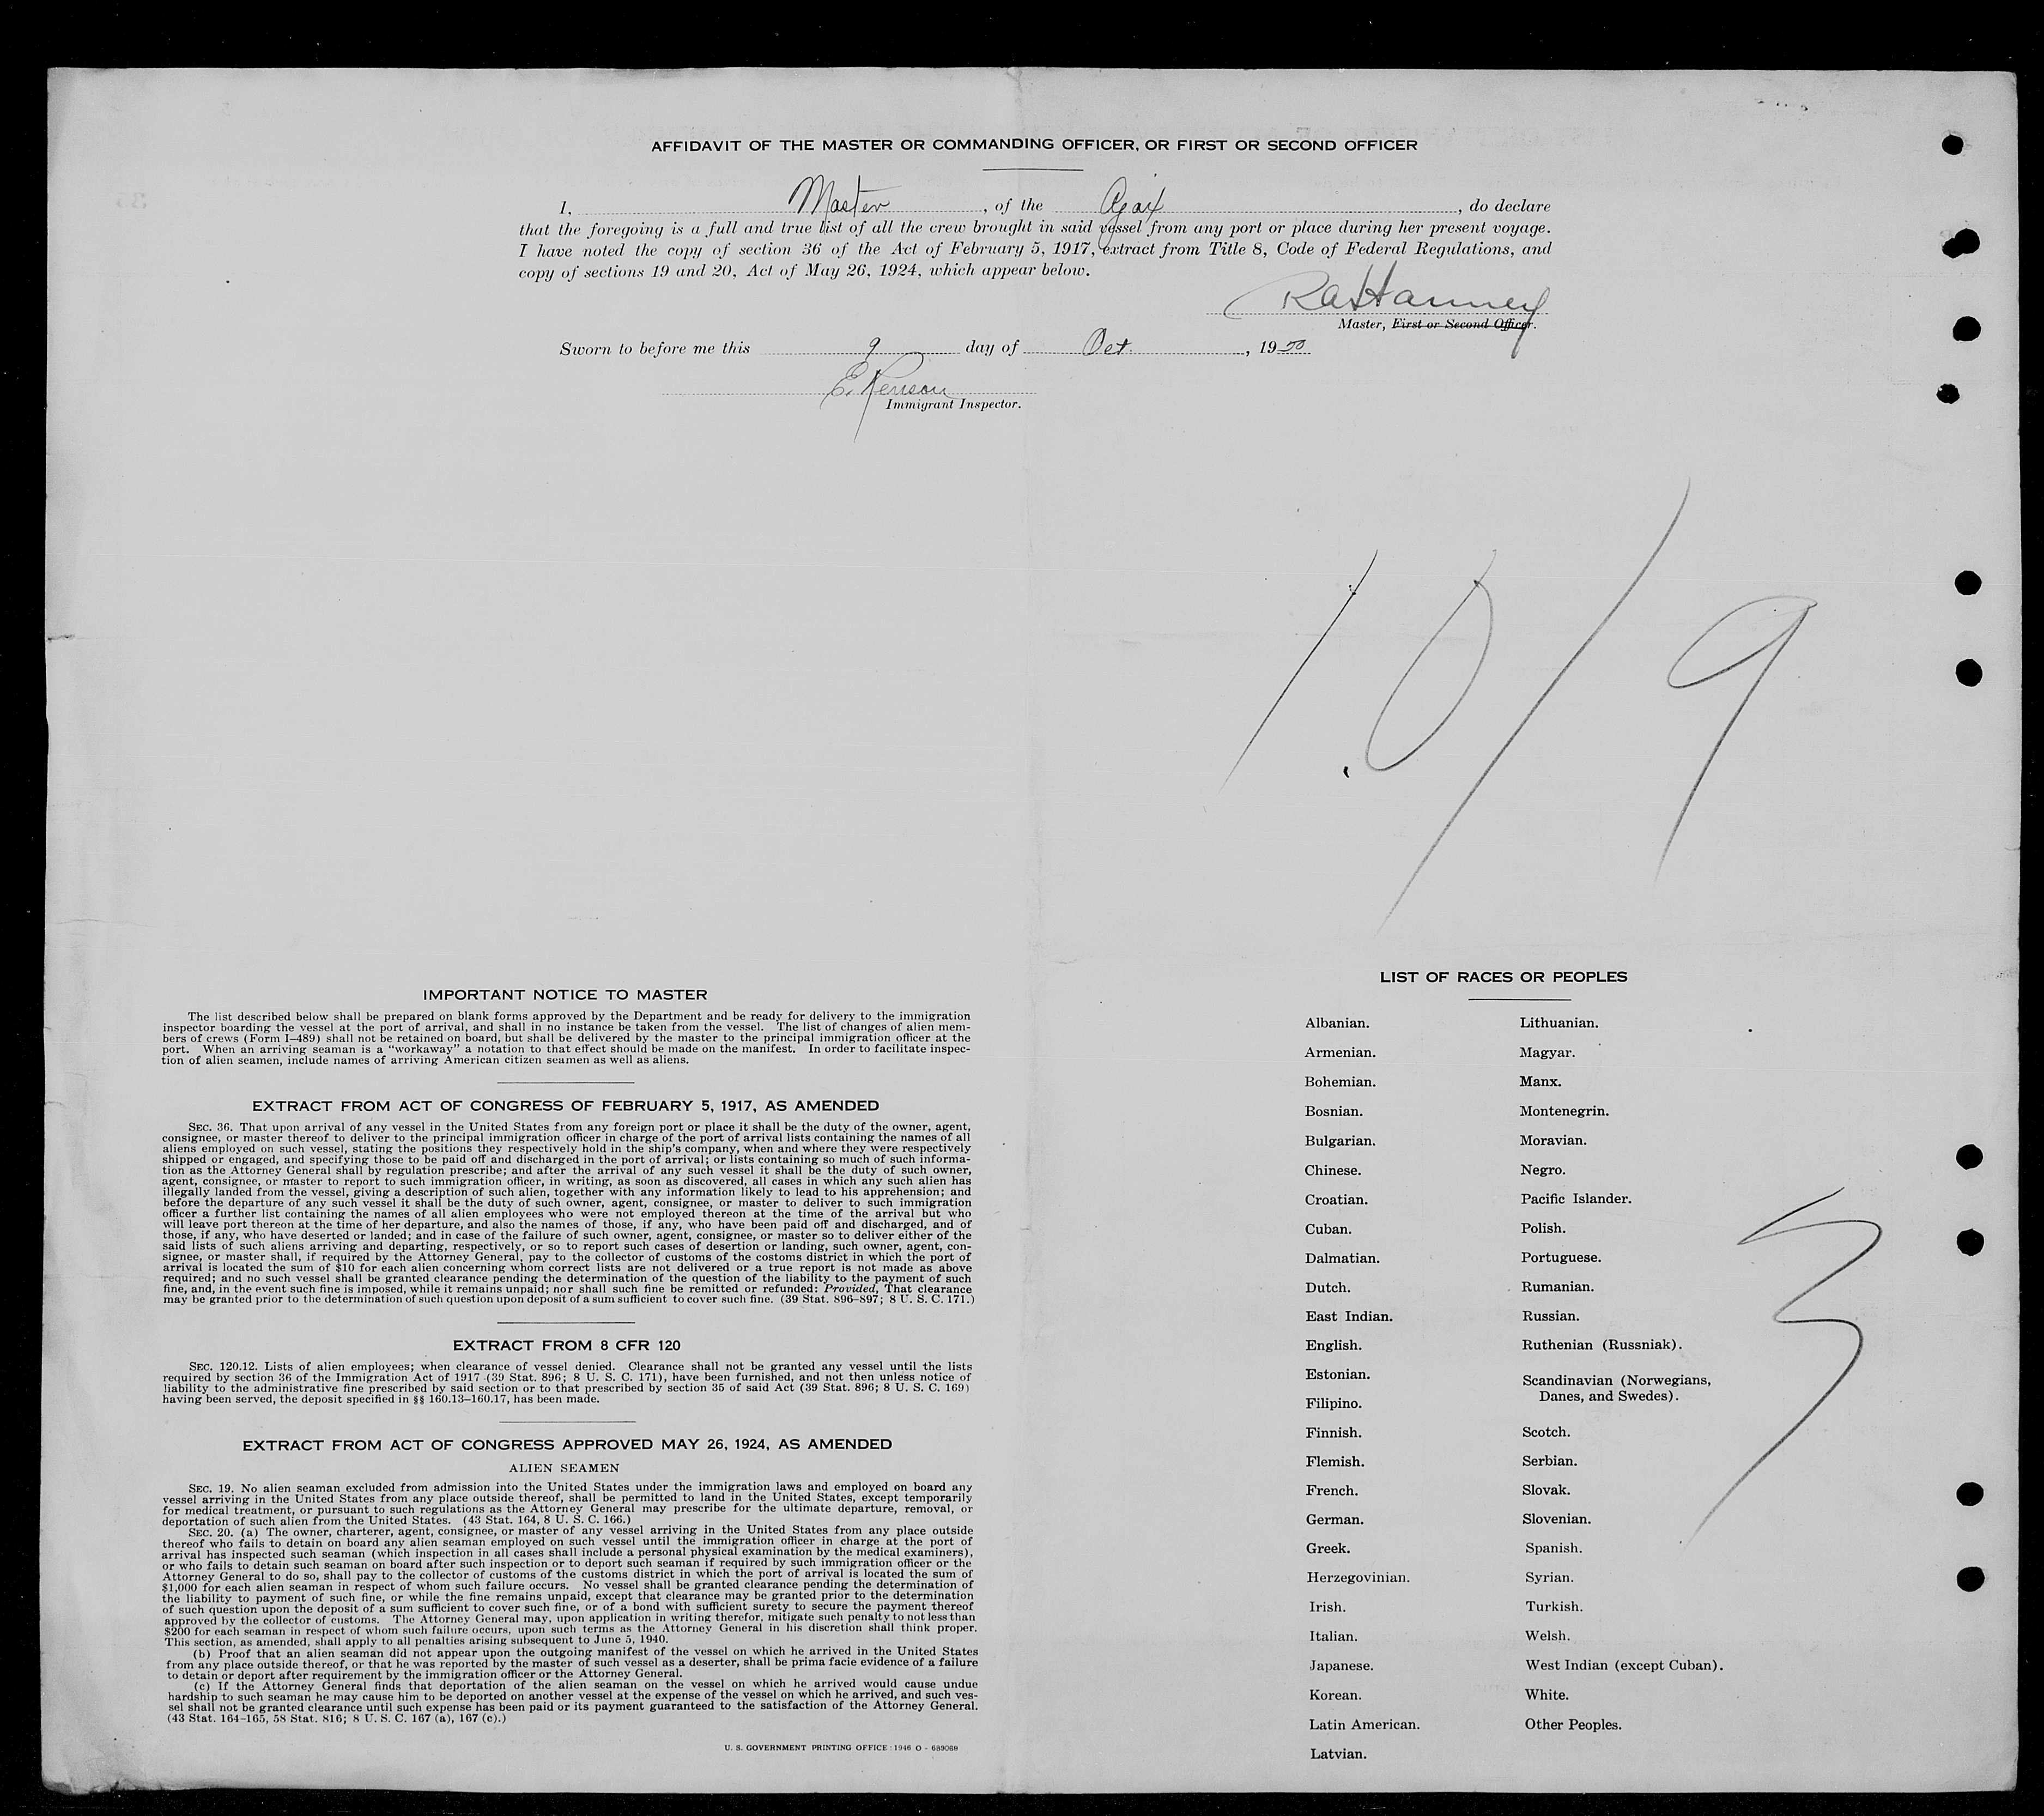 AFFIDAVIT OF THE MASTER OR COMMANDING OFFICER, OR FIRST OR SECOND OFFICER
I, Master, of the Ajax, do declare
that the foregoing is a full and true list of all the crew brought in said vessel from any port or place during her present voyage.
I have noted the copy of section 36 of the Act of February 5, 1917, extract from Title 8, Code of Federal Regulations, and
copy of sections 19 and 20, Act of May 26, 1924, which appear below.
Master, First or Second Officer.
Sworn to before me this 9 day of Oct., 1950
Immigrant Inspector.
10/9
IMPORTANT NOTICE TO MASTER
The list described below shall be prepared on blank forms approved by the Department and be ready for delivery to the immigration
inspector boarding the vessel at the port of arrival, and shall in no instance be taken from the vessel. The list of changes of alien mem-
bers of crews (Form I-489) shall not be retained on board, but shall be delivered by the master to the principal immigration officer at the
port. When an arriving seaman is a "workaway" a notation to that effect should be made on the manifest. In order to facilitate inspec-
tion of alien seamen, include names of arriving American citizen seamen as well as aliens.
EXTRACT FROM ACT OF CONGRESS OF FEBRUARY 5, 1917, AS AMENDED
SEC. 36. That upon arrival of any vessel in the United States from any foreign port or place it shall be the duty of the owner, agent,
consignee, or master thereof to deliver to the principal immigration officer in charge of the port of arrival lists containing the names of all
aliens employed on such vessel, stating the positions they respectively hold in the ship's company, when and where they were respectively
shipped or engaged, and specifying those to be paid off and discharged in the port of arrival; or lists containing so much of such informa-
tion as the Attorney General shall by regulation prescribe; and after the arrival of any such vessel it shall be the duty of such owner,
agent, consignee, or master to report to such immigration officer, in writing, as soon as discovered, all cases in which any such alien has
illegally landed from the vessel, giving a description of such alien, together with any information likely to lead to his apprehension; and
before the departure of any such vessel it shall be the duty of such owner, agent, consignee, or master to deliver to such immigration
officer a further list containing the names of all alien employees who were not employed thereon at the time of the arrival but who
will leave port thereon at the time of her departure, and also the names of those, if any, who have been paid off and discharged, and of
those, if any, who have deserted or landed; and in case of the failure of such owner, agent, consignee, or master so to deliver either of the
said lists of such aliens arriving and departing, respectively, or so to report such cases of desertion or landing, such owner, agent, con-
signee, or master shall, if required by the Attorney General, pay to the collector of customs of the costoms district in which the port of
arrival is located the sum of $10 for each alien concerning whom correct lists are not delivered or a true report is not made as above
required; and no such vessel shall be granted clearance pending the determination of the question of the liability to the payment of such
fine, and, in the event such fine is imposed, while it remains unpaid; nor shall such fine be remitted or refunded: Provided, That clearance
may be granted prior to the determination of such question upon deposit of a sum sufficient to cover such fine. (39 Stat. 896-897; 8 U. S. C. 171.)
EXTRACT FROM 8 CFR 120
SEC. 120.12. Lists of alien employees; when clearance of vessel denied. Clearance shall not be granted any vessel until the lists
required by section 36 of the Immigration Act of 1917 (39 Stat. 896; 8 U. S. C. 171), have been furnished, and not then unless notice of
liability to the administrative fine prescribed by said section or to that prescribed by section 35 of said Act (39 Stat. 896; 8 U. S. C. 169)
having been served, the deposit specified in §§ 160.13-160.17, has been made.
EXTRACT FROM ACT OF CONGRESS APPROVED MAY 26, 1924, AS AMENDED
ALIEN SEAMEN
SEC. 19. No alien seaman excluded from admission into the United States under the immigration laws and employed on board any
vessel arriving in the United States from any place outside thereof, shall be permitted to land in the United States, except temporarily
for medical treatment, or pursuant to such regulations as the Attorney General may prescribe for the ultimate departure, removal, or
deportation of such alien from the United States. (43 Stat. 164, 8 U. S. C. 166.)
SEC. 20. (a) The owner, charterer, agent, consignee, or master of any vessel arriving in the United States from any place outside
thereof who fails to detain on board any alien seaman employed on such vessel until the immigration officer in charge at the port of
arrival has inspected such seaman (which inspection in all cases shall include a personal physical examination by the medical examiners),
or who fails to detain such seaman on board after such inspection or to deport such seaman if required by such immigration officer or the
Attorney General to do so, shall pay to the collector of customs of the customs district in which the port of arrival is located the sum of
$1,000 for each alien seaman in respect of whom such failure occurs. No vessel shall be granted clearance pending the determination of
the liability to payment of such fine, or while the fine remains unpaid, except that clearance may be granted prior to the determination
of such question upon the deposit of a sum sufficient to cover such fine, or of a bond with sufficient surety to secure the payment thereof
approved by the collector of customs. The Attorney General may, upon application in writing therefor, mitigate such penalty to not less than
$200 for each seaman in respect of whom such failure occurs, upon such terms as the Attorney General in his discretion shall think proper.
This section, as amended, shall apply to all penalties arising subsequent to June 5, 1940.
(b) Proof that an alien seaman did not appear upon the outgoing manifest of the vessel on which he arrived in the United States
from any place outside thereof, or that he was reported by the master of such vessel as a deserter, shall be prima facie evidence of a failure
to detain or deport after requirement by the immigration officer or the Attorney General.
(c) If the Attorney General finds that deportation of the alien seaman on the vessel on which he arrived would cause undue
hardship to such seaman he may cause him to be deported on another vessel at the expense of the vessel on which he arrived, and such ves-
sel shall not be granted clearance until such expense has been paid or its payment guaranteed to the satisfaction of the Attorney General.
(43 Stat. 164-165, 58 Stat. 816; 8 U. S. C. 167 (a), 167 (c).)
U. S. GOVERNMENT PRINTING OFFICE : 1946 O - 689068
LIST OF RACES OR PEOPLES
Albanian.
Armenian.
Bohemian.
Bosnian.
Bulgarian.
Chinese.
Croatian.
Cuban.
Dalmatian.
Dutch.
East Indian.
English.
Estonian.
Filipino.
Finnish.
Flemish.
French.
German.
Greek.
Herzegovinian.
Irish.
Italian.
Japanese.
Korean.
Latin American.
Latvian.
Lithuanian.
Magyar.
Manx.
Montenegrin.
Moravian.
Negro.
Pacific Islander.
Polish.
Portuguese.
Rumanian.
Russian.
Ruthenian (Russniak).
Scandinavian (Norwegians,
Danes, and Swedes).
Scotch.
Serbian.
Slovak.
Slovenian.
Spanish.
Syrian.
Turkish.
Welsh.
West Indian (except Cuban).
White.
Other Peoples.
3